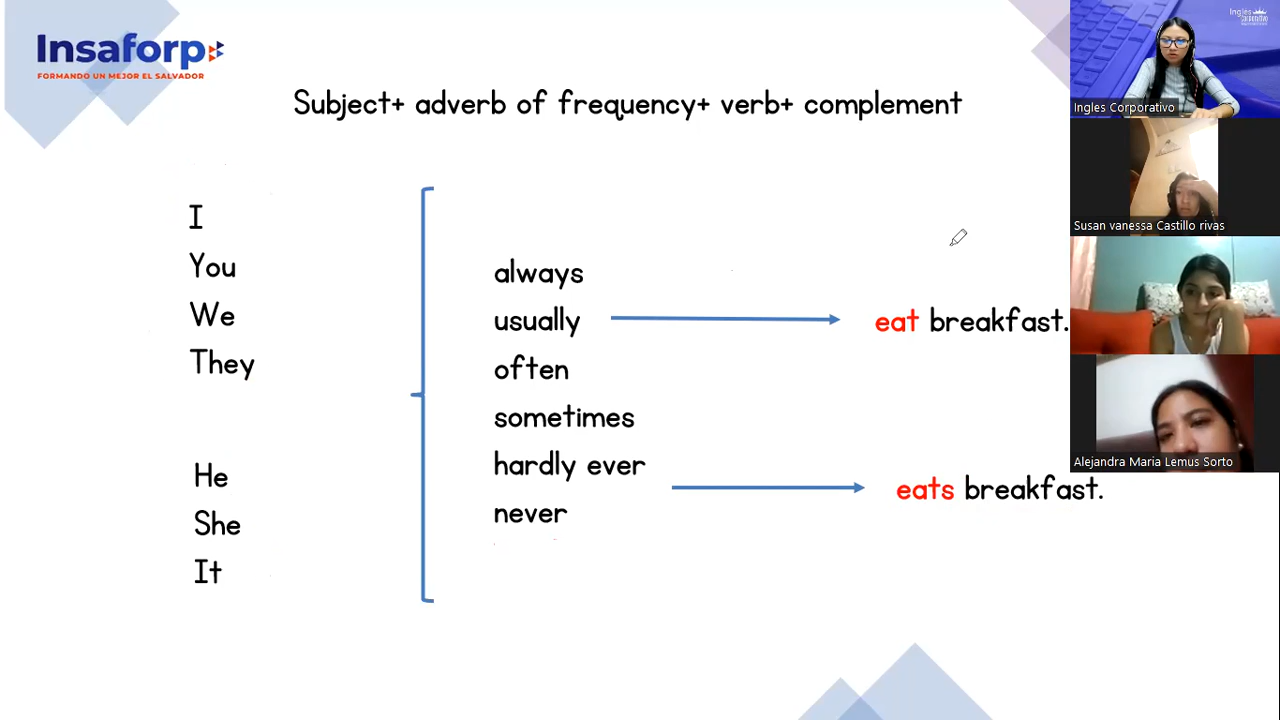 Insaforp
FORMANDO UN MEJOR EL SALVADOR
Subject+ adverb of frequency+ verb+ complement
I
You
We
They
He
She
It
always
usually
often
sometimes
hardly ever
never
eat breakfast.
eats breakfast.
Ingles Corporativo
Ingles Corporativo
Susan vanessa Castillo rivas
Alejandra Maria Lemus Sorto